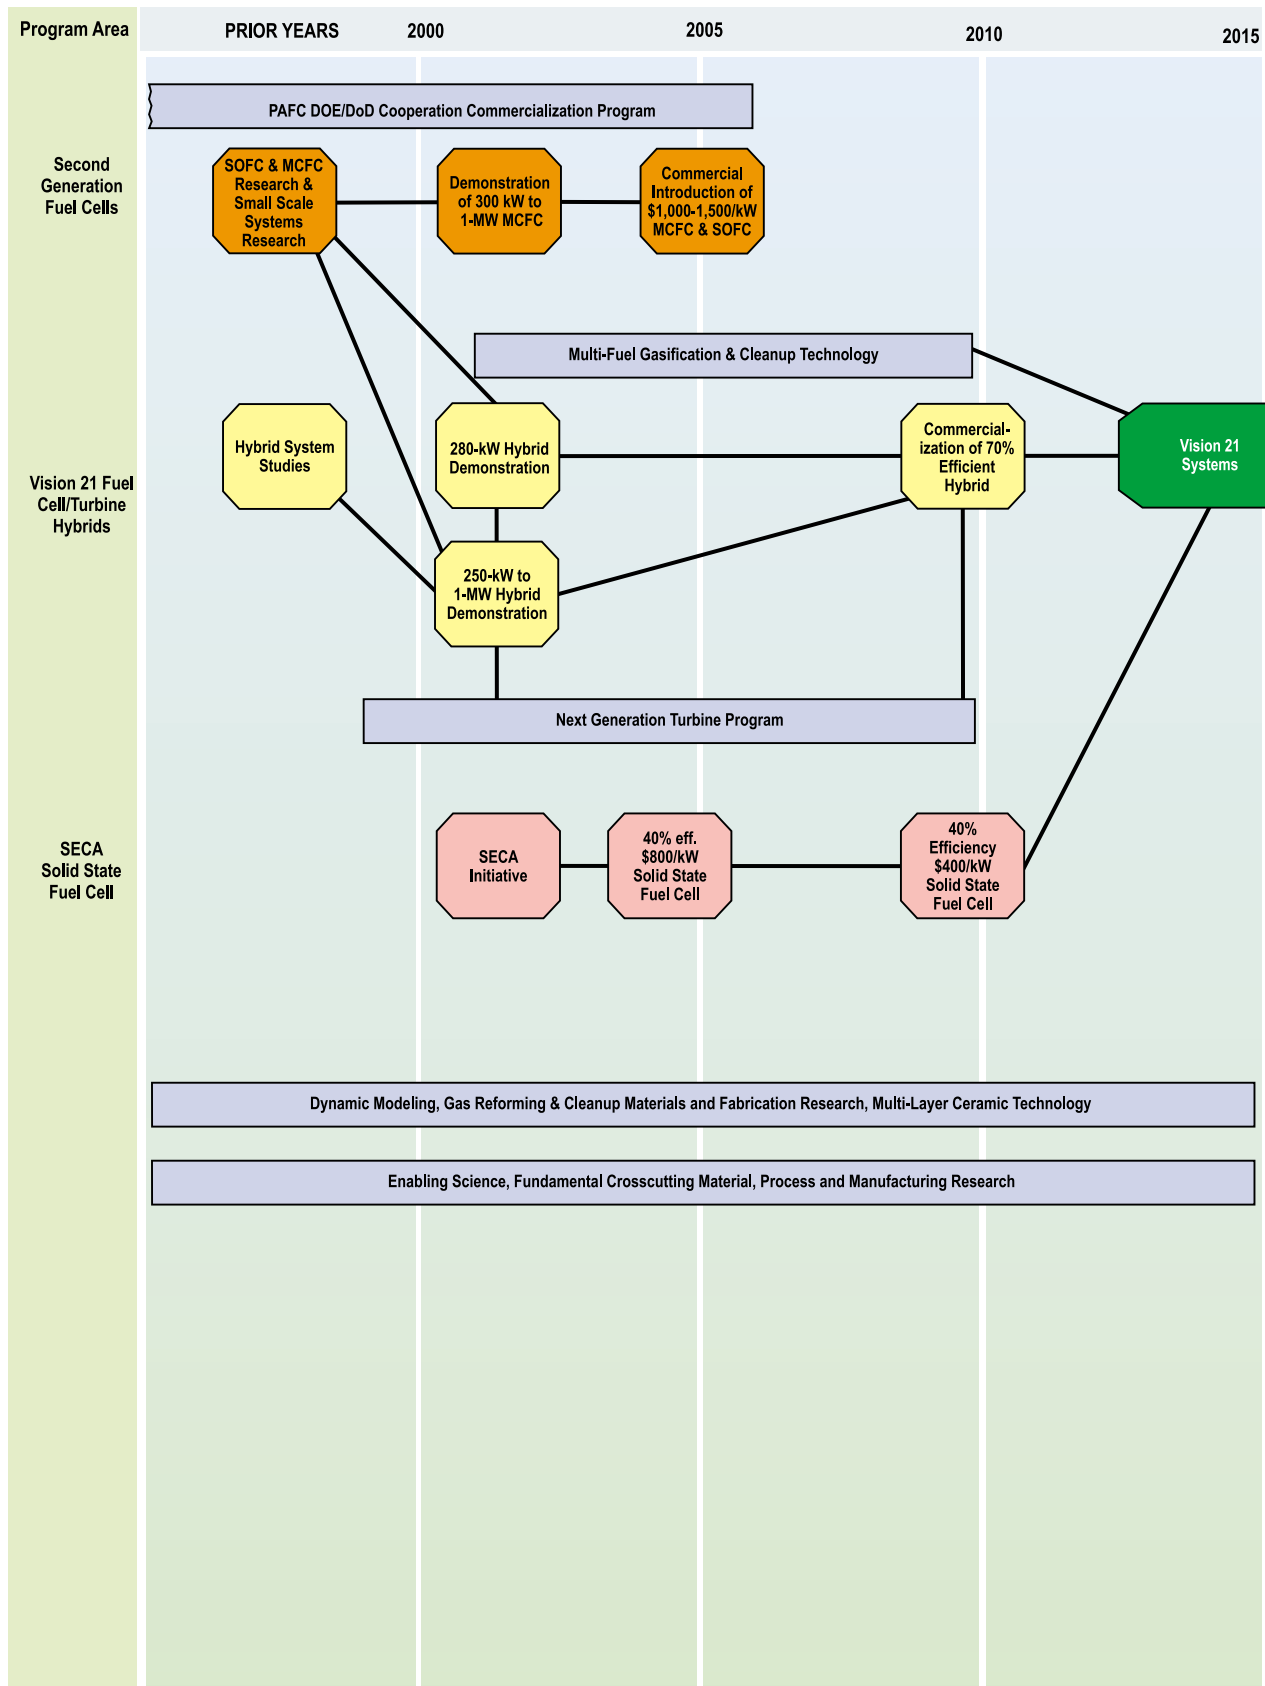 Program Area
PRIOR YEARS
2000
2005
2010
2015
PAFC DOE/DoD Cooperation Commercialization Program
Second
Generation
Fuel Cells
SOFC & MCFC
Research &
Small Scale
Systems
Research
Demonstration
of 300 kW to
1-MW MCFC
Commercial
Introduction of
$1,000-1,500/kW
MCFC & SOFC
Multi-Fuel Gasification & Cleanup Technology
Vision 21 Fuel
Cell/Turbine
Hybrids
Hybrid System
Studies
280-kW Hybrid
Demonstration
Commercial-
ization of 70%
Efficient
Hybrid
Vision 21
Systems
250-kW to
1-MW Hybrid
Demonstration
Next Generation Turbine Program
SECA
Solid State
Fuel Cell
SECA
Initiative
40% eff.
$800/kW
Solid State
Fuel Cell
40%
Efficiency
$400/kW
Solid State
Fuel Cell
Dynamic Modeling, Gas Reforming & Cleanup Materials and Fabrication Research, Multi-Layer Ceramic Technology
Enabling Science, Fundamental Crosscutting Material, Process and Manufacturing Research